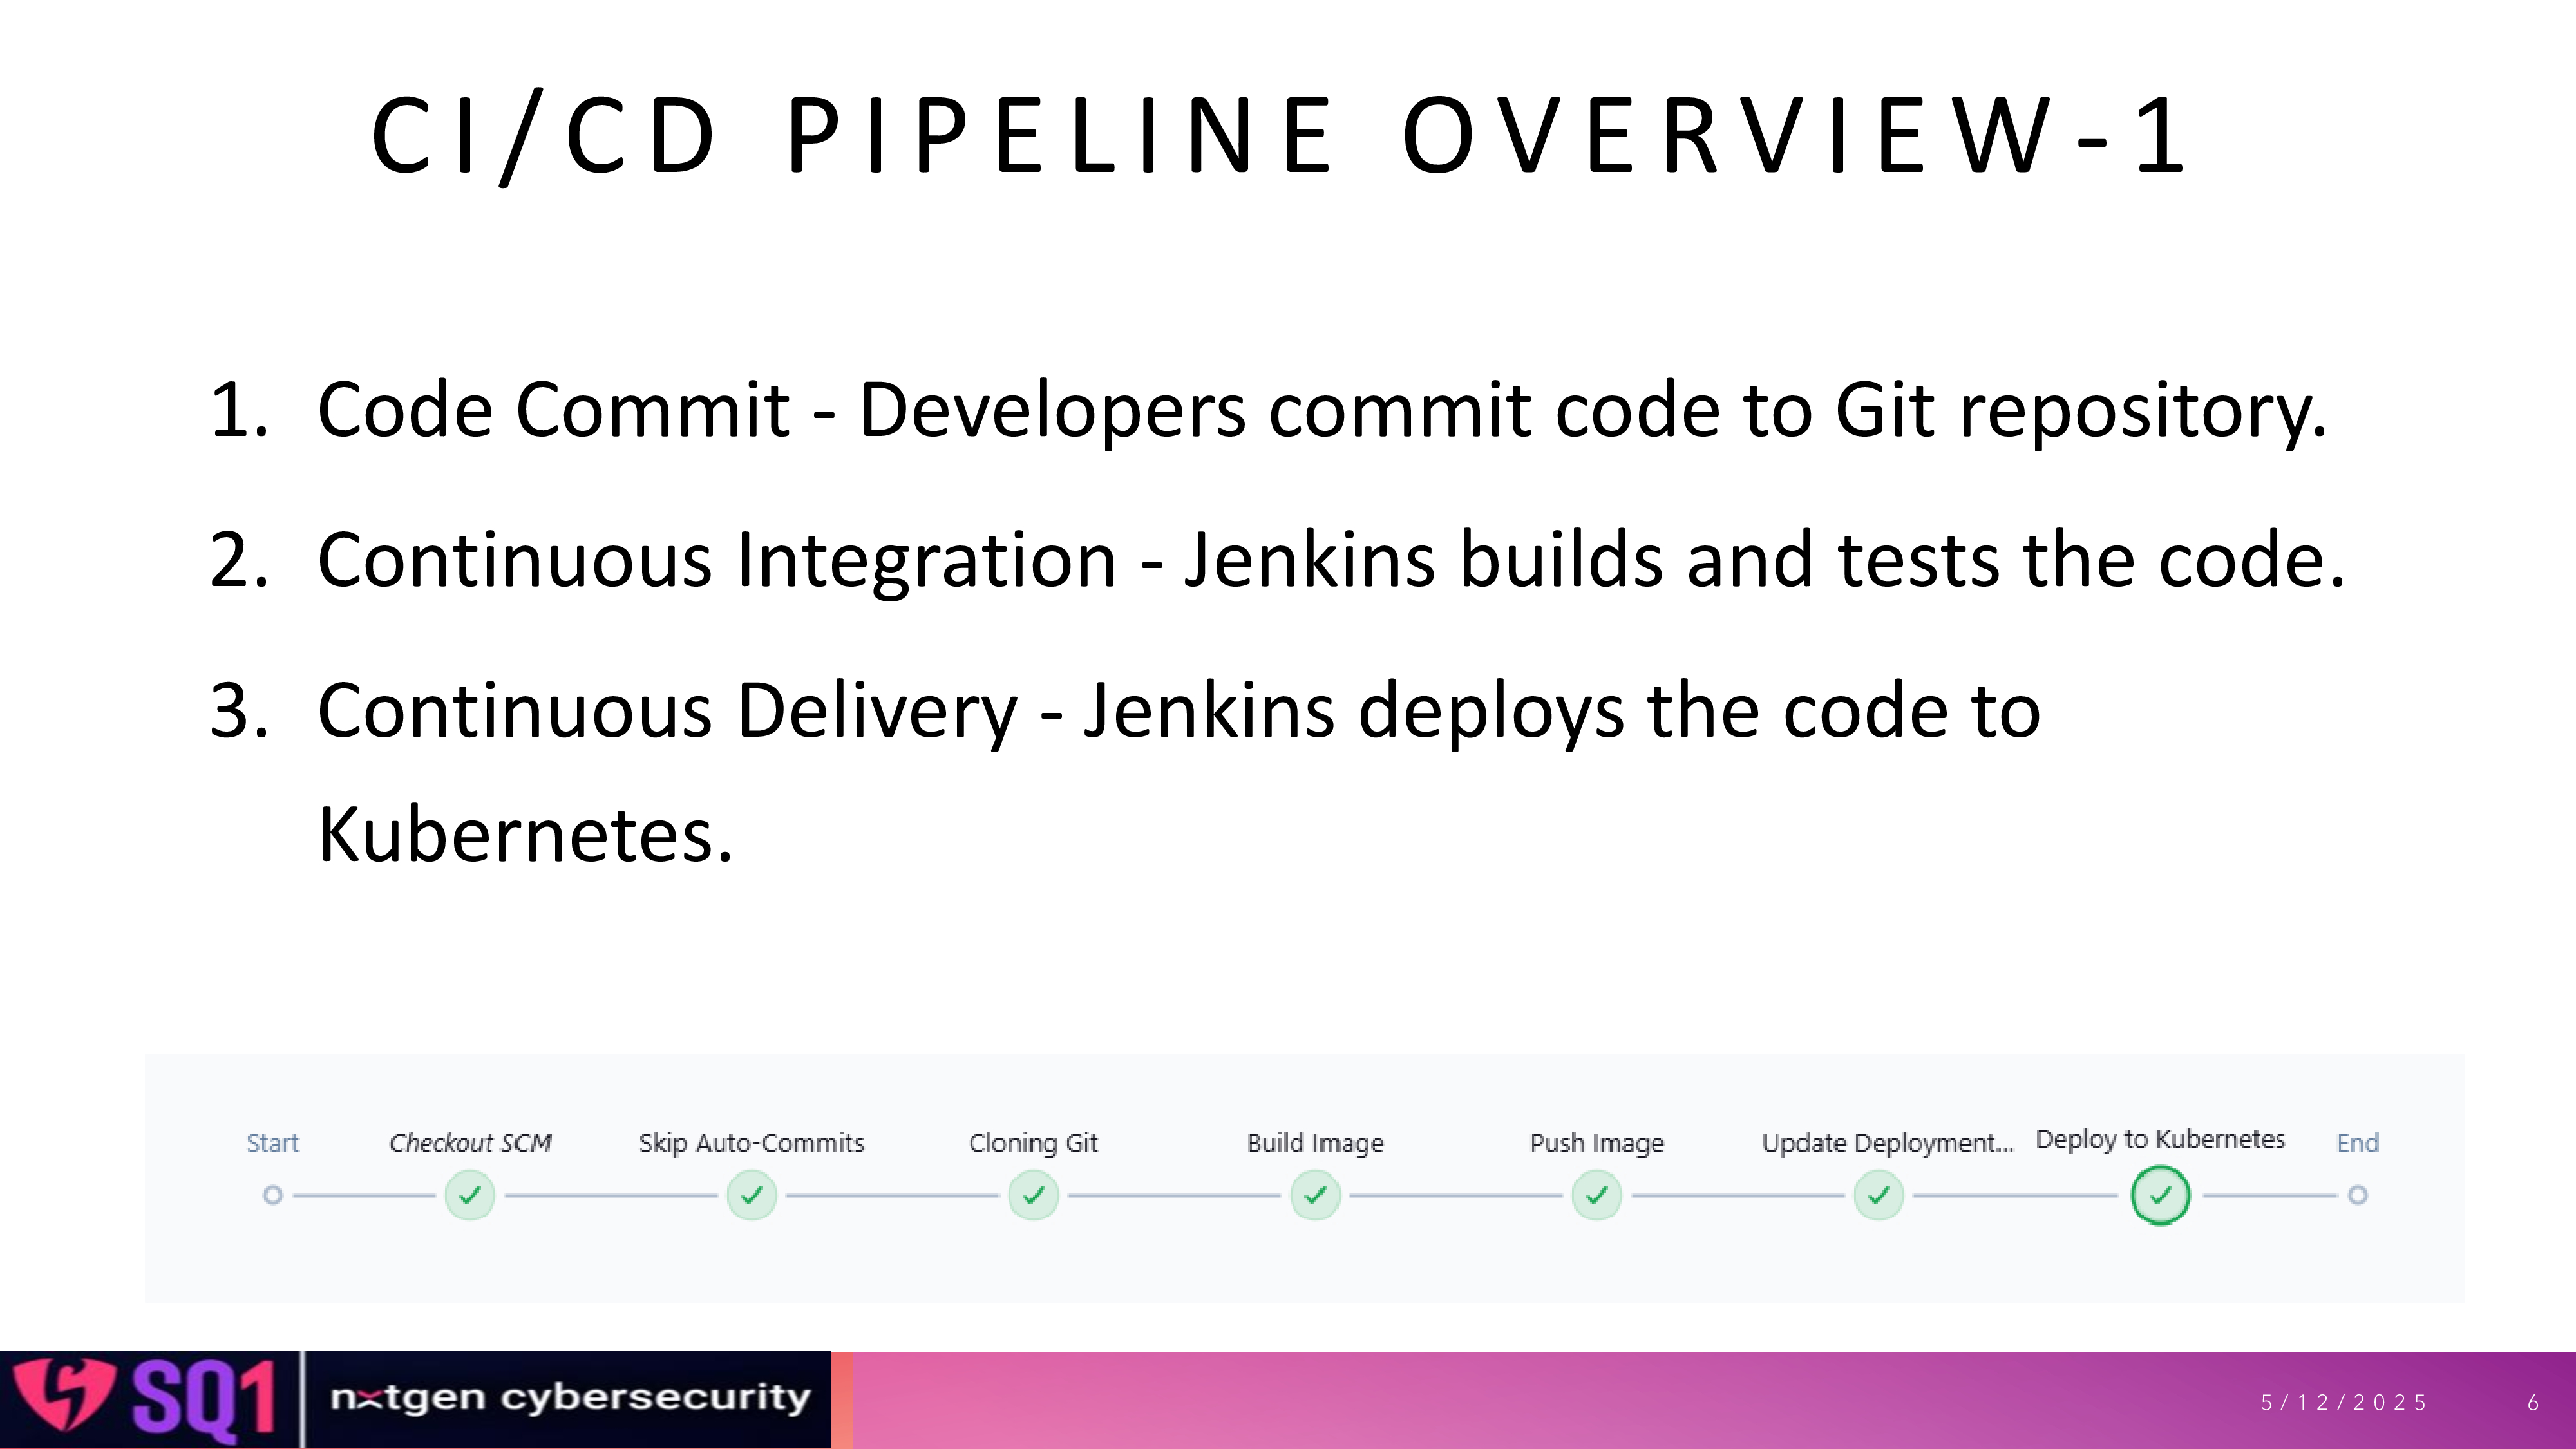 CI/CD PIPELINE OVERVIEW-1
1. Code Commit - Developers commit code to Git repository.
2. Continuous Integration - Jenkins builds and tests the code.
3. Continuous Delivery - Jenkins deploys the code to
Kubernetes.
Start Checkout SCM Skip Auto-Commits Cloning Git Build Image Push Image Update Deployment... Deploy to Kubernetes End
SQ1 nxtgen cybersecurity 5/12/2025 6